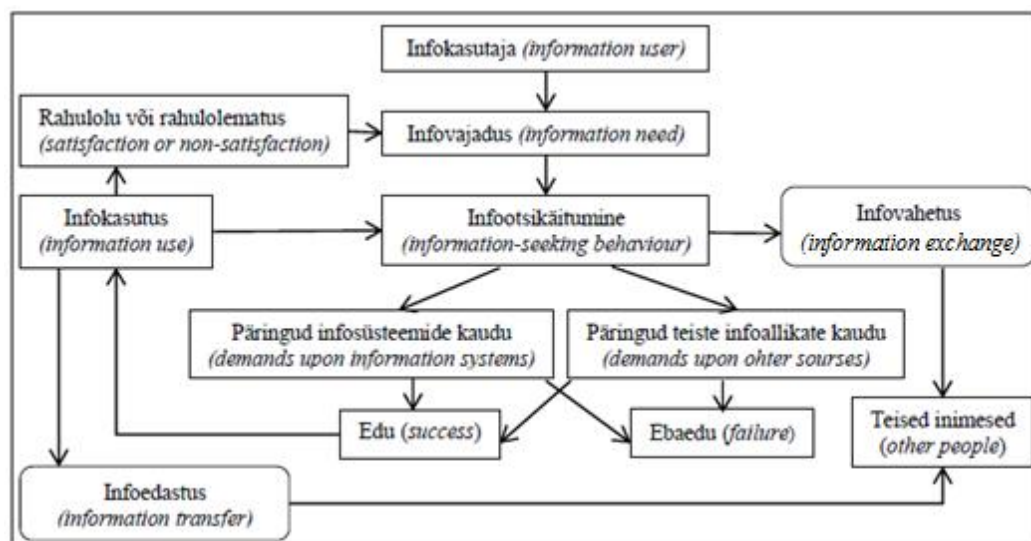 Infokasutaja (information user)
Rahulolu või rahulolematus
(satisfaction or non-satisfaction)
Infovajadus (information need)
Infokasutus
(information use)
Infootsikäitumine
(information-seeking behaviour)
Infovahetus
(information exchange)
Päringud infosüsteemide kaudu
(demands upon information systems)
Päringud teiste infoallikate kaudu
(demands upon ohter sourses)
Edu (success)
Ebaedu (failure)
Teised inimesed
(other people)
Infoedastus
(information transfer)